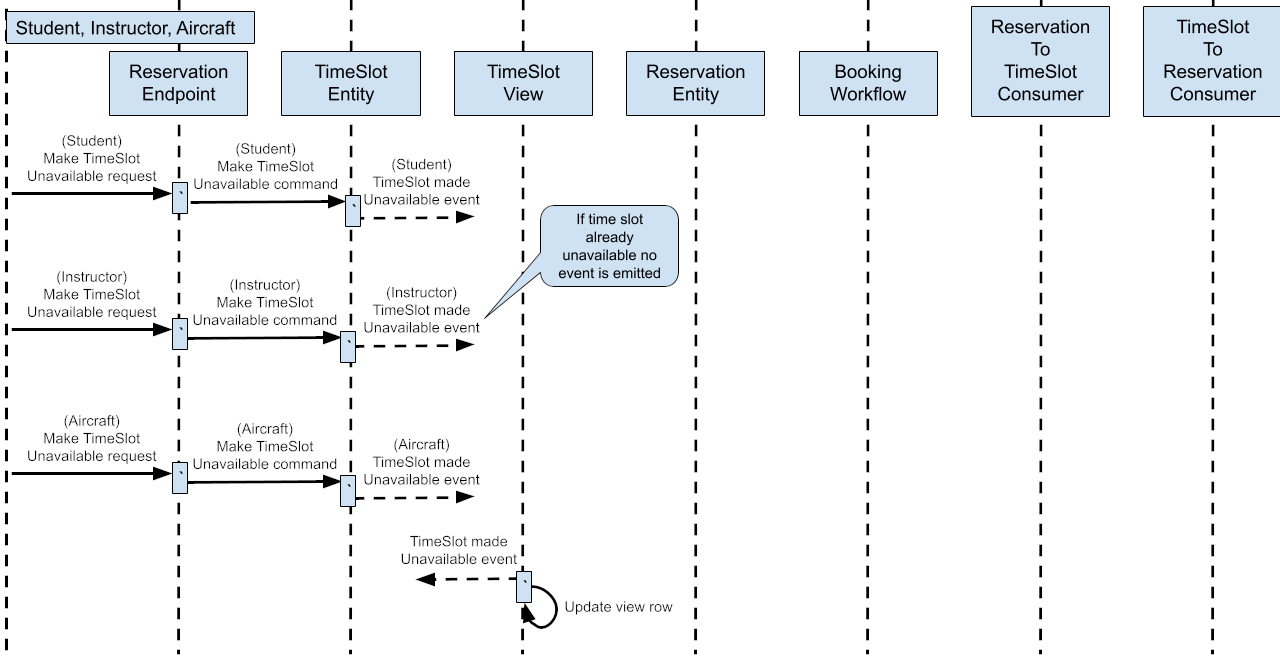 Student, Instructor, Aircraft
Reservation
Endpoint
TimeSlot
Entity
TimeSlot
View
Reservation
Entity
Booking
Workflow
Reservation
To
TimeSlot
Consumer
TimeSlot
To
Reservation
Consumer
(Student)
Make TimeSlot
Unavailable request
(Student)
Make TimeSlot
Unavailable command
(Student)
TimeSlot made
Unavailable event
If time slot
already
unavailable no
event is emitted
(Instructor)
Make TimeSlot
Unavailable request
(Instructor)
Make TimeSlot
Unavailable command
(Instructor)
TimeSlot made
Unavailable event
(Aircraft)
Make TimeSlot
Unavailable request
(Aircraft)
Make TimeSlot
Unavailable command
(Aircraft)
TimeSlot made
Unavailable event
TimeSlot made
Unavailable event
Update view row